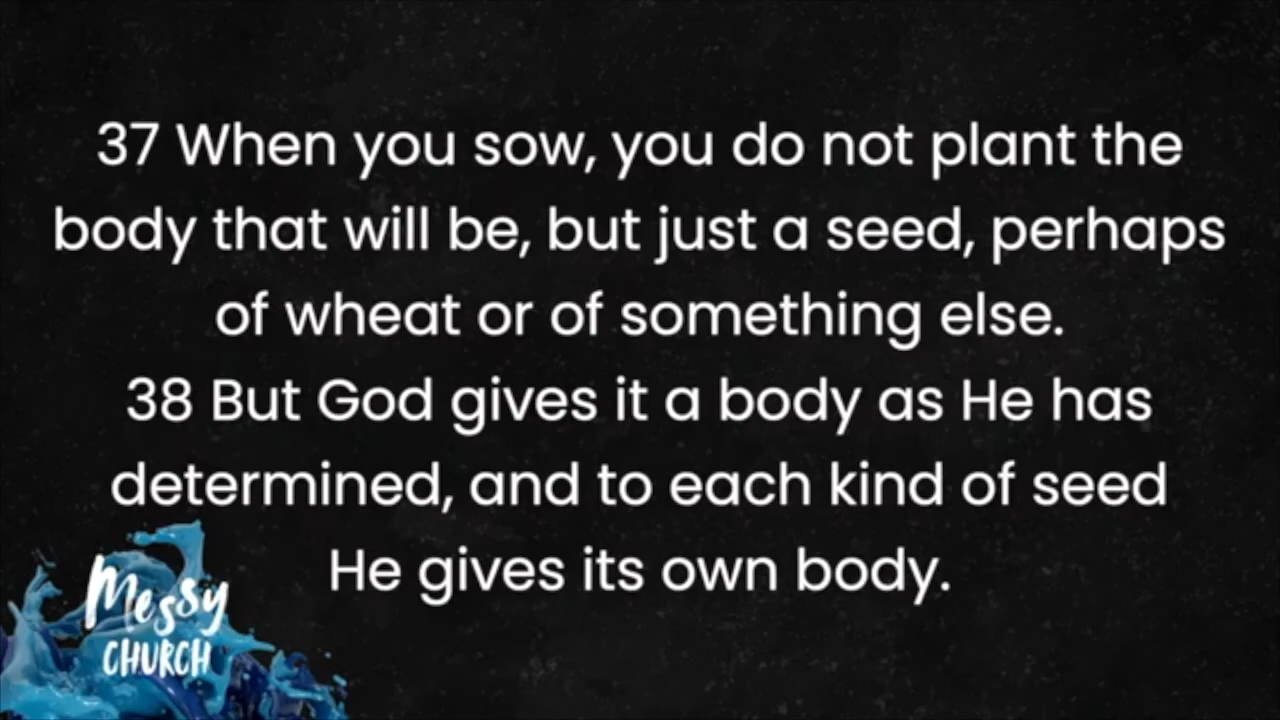 37 When you sow, you do not plant the
body that will be, but just a seed, perhaps
of wheat or of something else.
38 But God gives it a body as He has
determined, and to each kind of seed
He gives its own body.
Messy
CHURCH